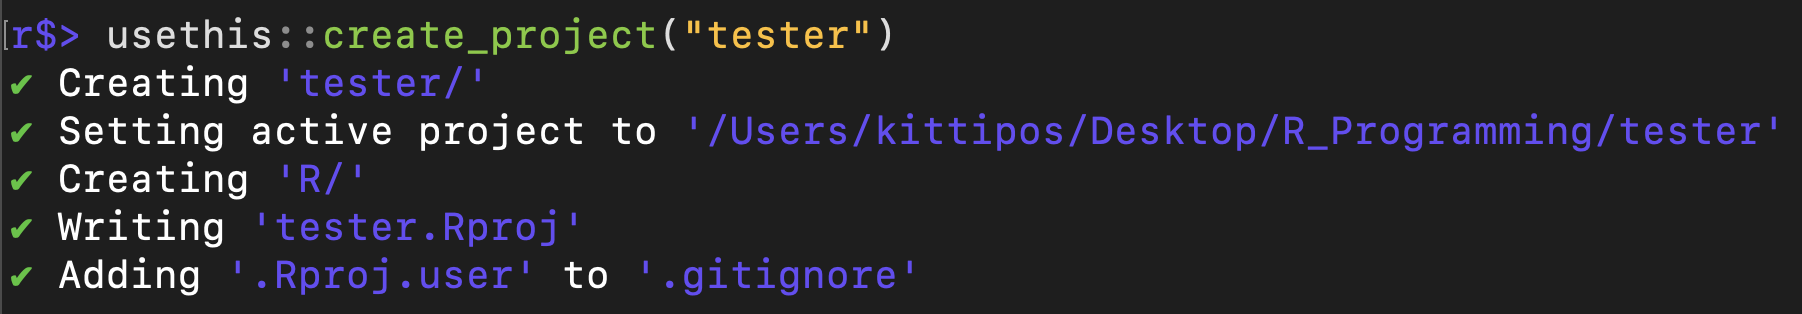 r$> usethis::create_project("tester")
✔ Creating 'tester/'
✔ Setting active project to '/Users/kittipos/Desktop/R_Programming/tester'
✔ Creating 'R/'
✔ Writing 'tester.Rproj'
✔ Adding '.Rproj.user' to '.gitignore'